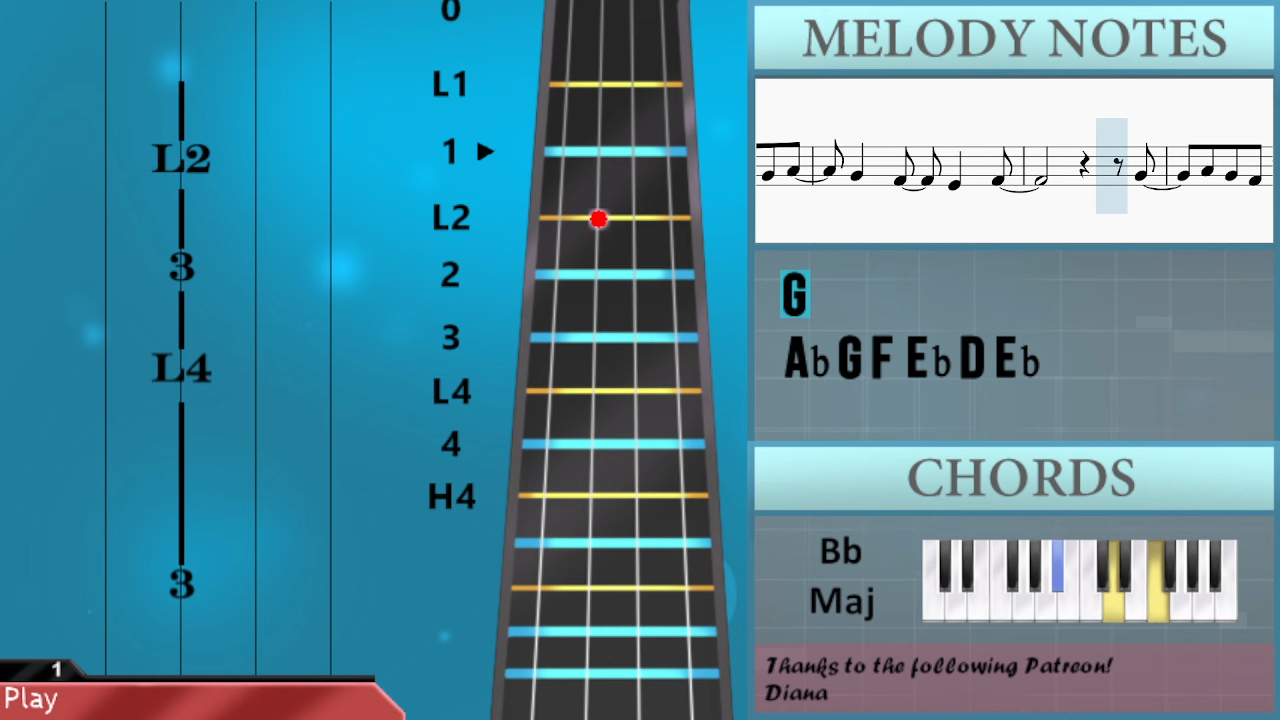 L2
3
L4
3
1
Play
0
L1
1
L2
2
3
L4
4
H4
MELODY NOTES
G
Ab G F Eb D Eb
CHORDS
Bb
Maj
Thanks to the following Patreon!
Diana